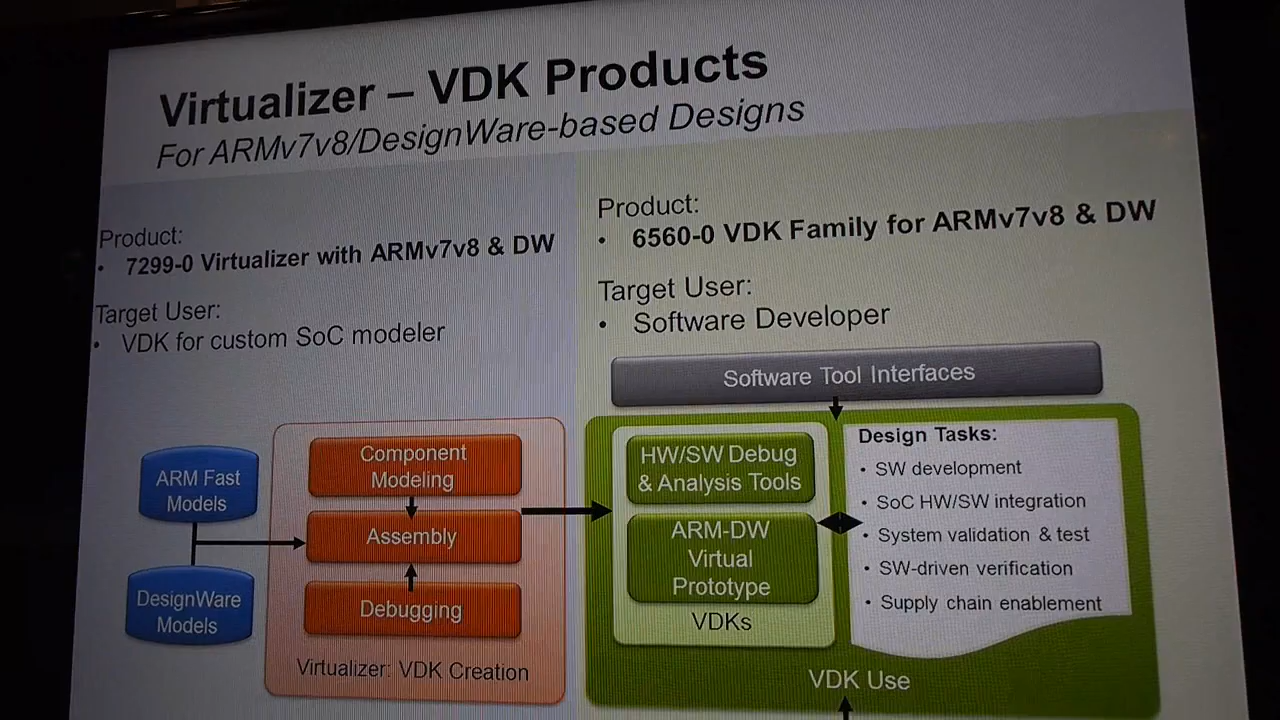 Virtualizer – VDK Products
For ARMv7v8/DesignWare-based Designs
Product:
• 7299-0 Virtualizer with ARMv7v8 & DW
Target User:
• VDK for custom SoC modeler
ARM Fast
Models
DesignWare
Models
Component
Modeling
Assembly
Debugging
Virtualizer: VDK Creation
Product:
• 6560-0 VDK Family for ARMv7v8 & DW
Target User:
• Software Developer
Software Tool Interfaces
HW/SW Debug
& Analysis Tools
ARM-DW
Virtual
Prototype
VDKs
Design Tasks:
• SW development
• SoC HW/SW integration
• System validation & test
• SW-driven verification
• Supply chain enablement
VDK Use